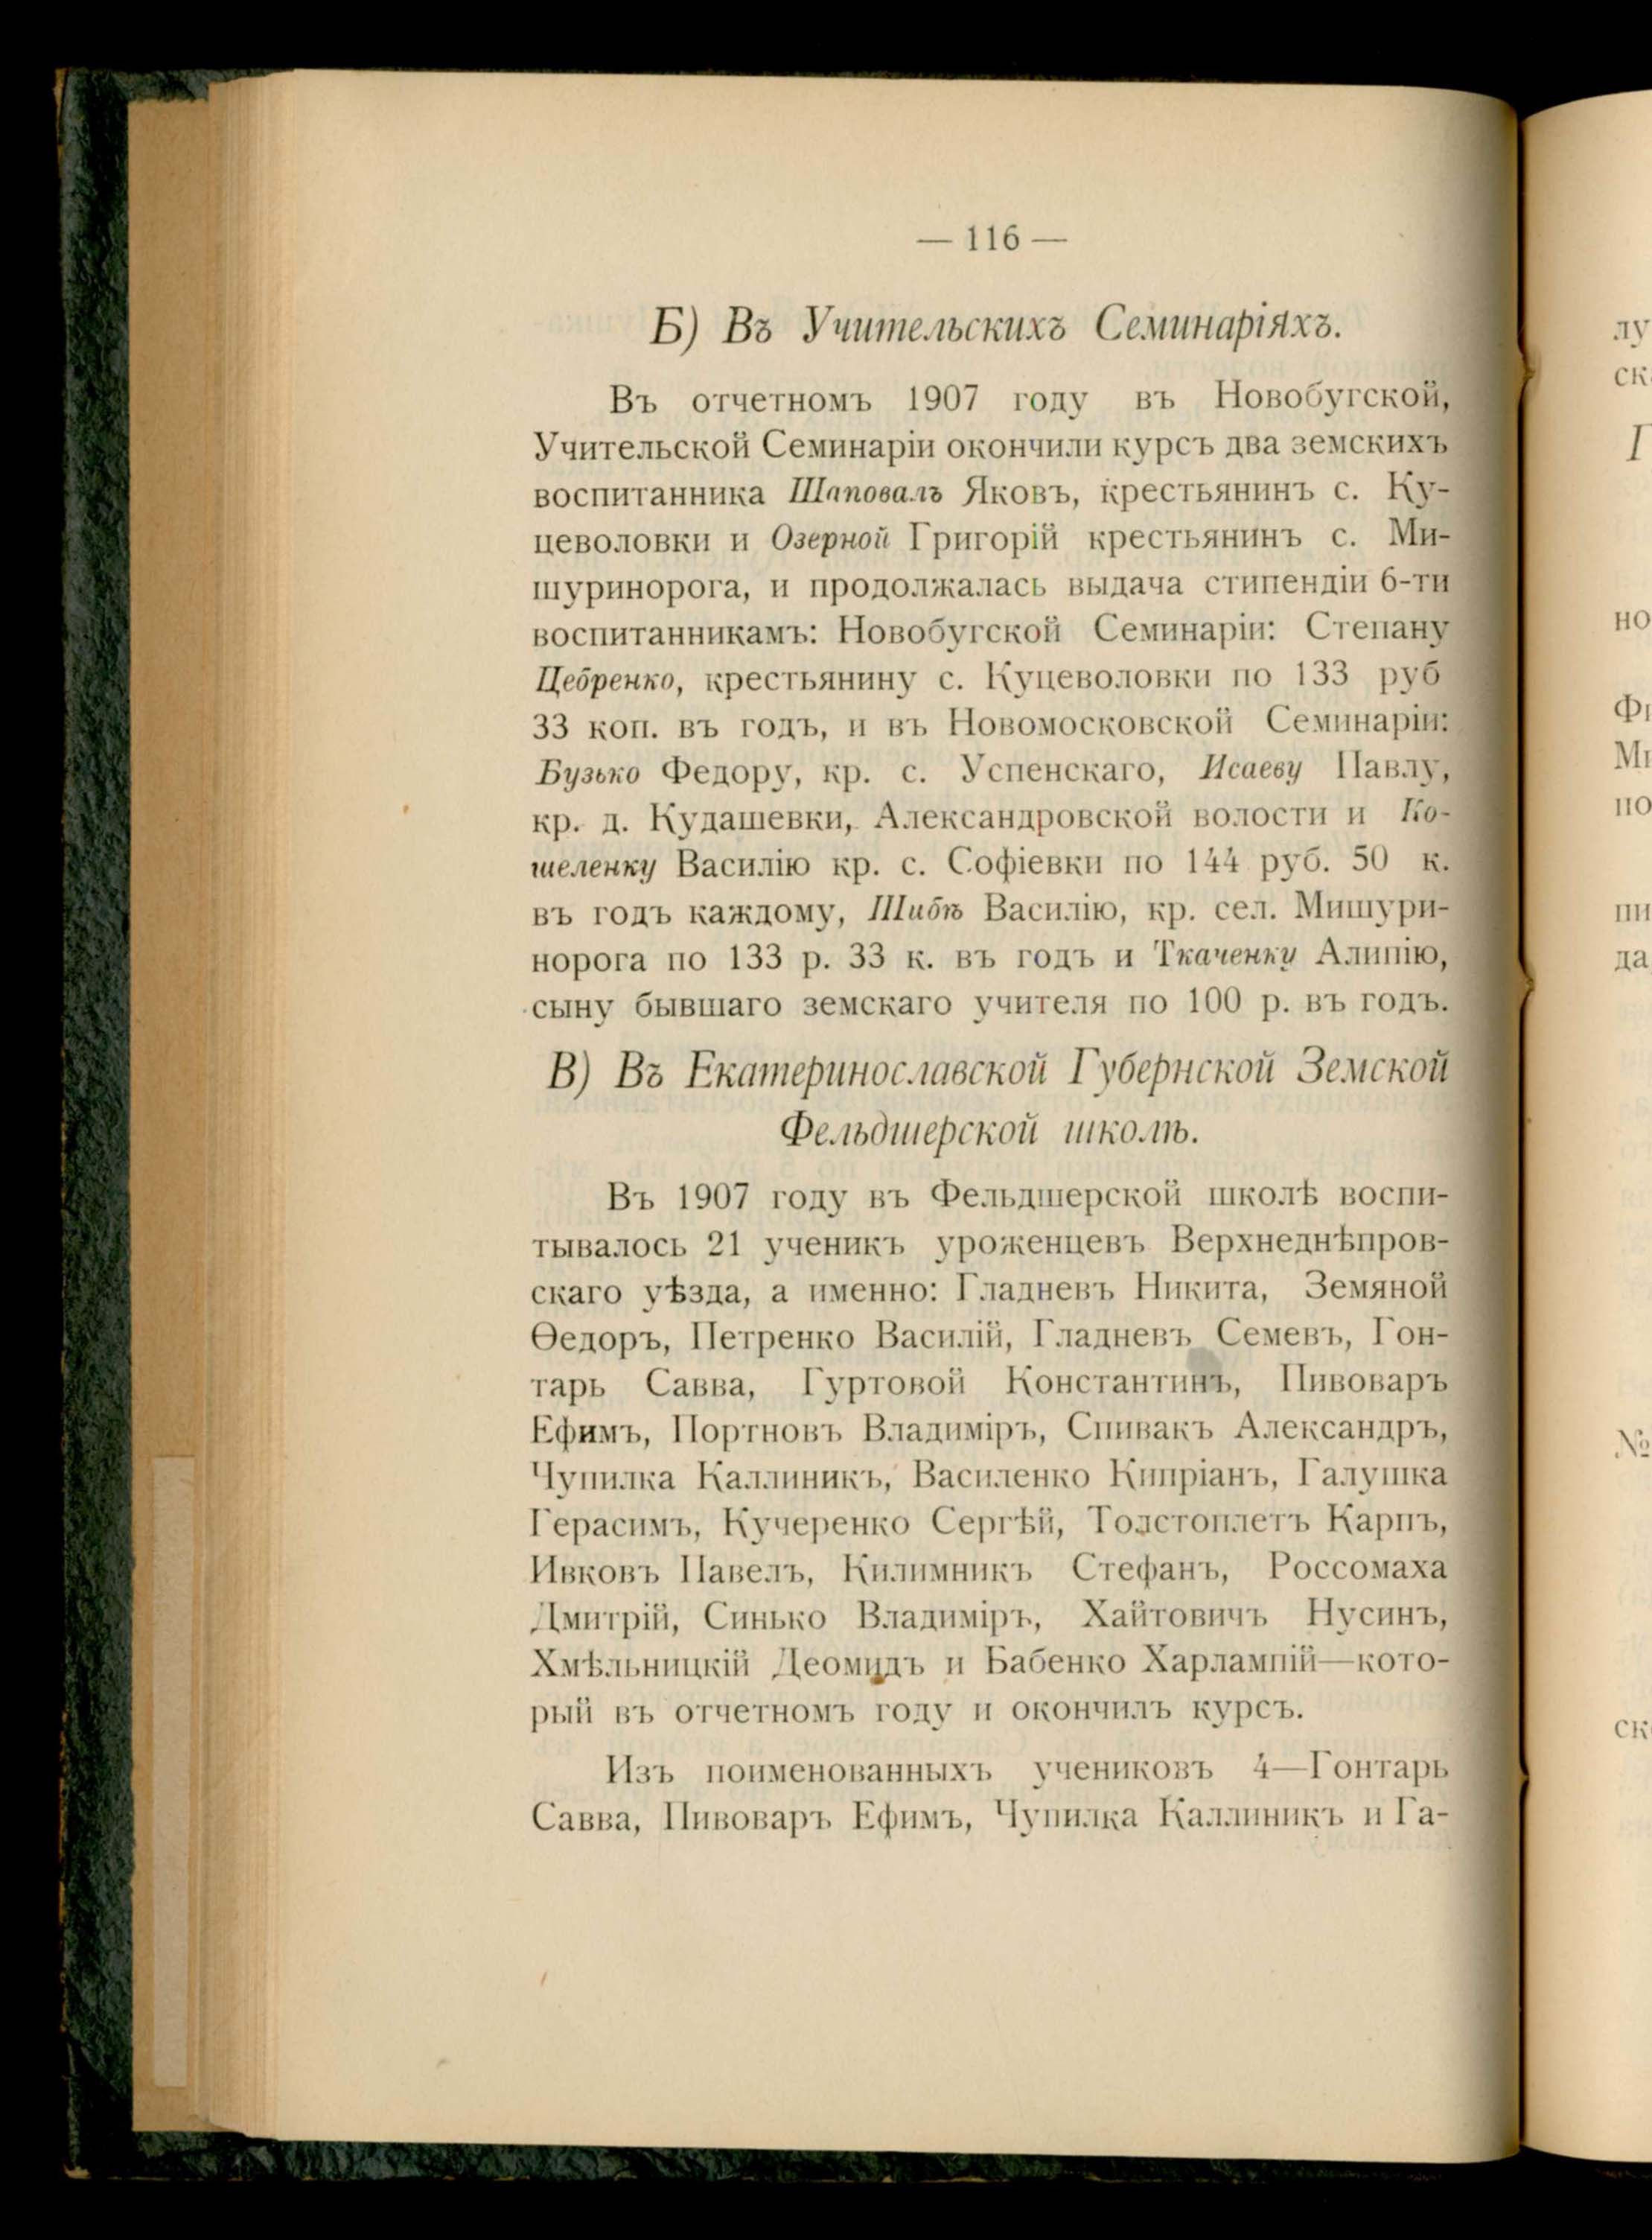 — 116 —
Б) Въ Учительскихъ Семинаріяхъ.
Въ отчетномъ 1907 году въ Новобугской,
Учительской Семинаріи окончили курсъ два земскихъ
воспитанника Шаповалъ Яковъ, крестьянинъ с. Ку-
цеволовки и Озерной Григорій крестьянинъ с. Ми-
шуринорога, и продолжалась выдача стипендіи 6-ти
воспитанникамъ: Новобугской Семинаріи: Степану
Цебренко, крестьянину с. Куцеволовки по 133 руб
33 коп. въ годъ, и въ Новомосковской Семинаріи:
Бузько Федору, кр. с. Успенскаго, Исаеву Павлу,
кр. д. Кудашевки, Александровской волости и Ко-
шеленку Василію кр. с. Софіевки по 144 руб. 50 к.
въ годъ каждому, Шибѣ Василію, кр. сел. Мишури-
норога по 133 р. 33 к. въ годъ и Ткаченку Алипію,
сыну бывшаго земскаго учителя по 100 р. въ годъ.
В) Въ Екатеринославской Губернской Земской
Фельдшерской школѣ.
Въ 1907 году въ Фельдшерской школѣ воспи-
тывалось 21 ученикъ уроженцевъ Верхнеднѣпров-
скаго уѣзда, а именно: Гладневъ Никита, Земяной
Ѳедоръ, Петренко Василій, Гладневъ Семевъ, Гон-
тарь Савва, Гуртовой Константинъ, Пивоваръ
Ефимъ, Портновъ Владиміръ, Спивакъ Александръ,
Чупилка Каллиникъ, Василенко Кипріанъ, Галушка
Герасимъ, Кучеренко Сергѣй, Толстоплетъ Карпъ,
Ивковъ Павелъ, Килимникъ Стефанъ, Россомаха
Дмитрій, Синько Владиміръ, Хайтовичъ Нусинъ,
Хмѣльницкій Деомидъ и Бабенко Харлампій—кото-
рый въ отчетномъ году и окончилъ курсъ.
Изъ поименованныхъ учениковъ 4—Гонтарь
Савва, Пивоваръ Ефимъ, Чупилка Каллиникъ и Га-